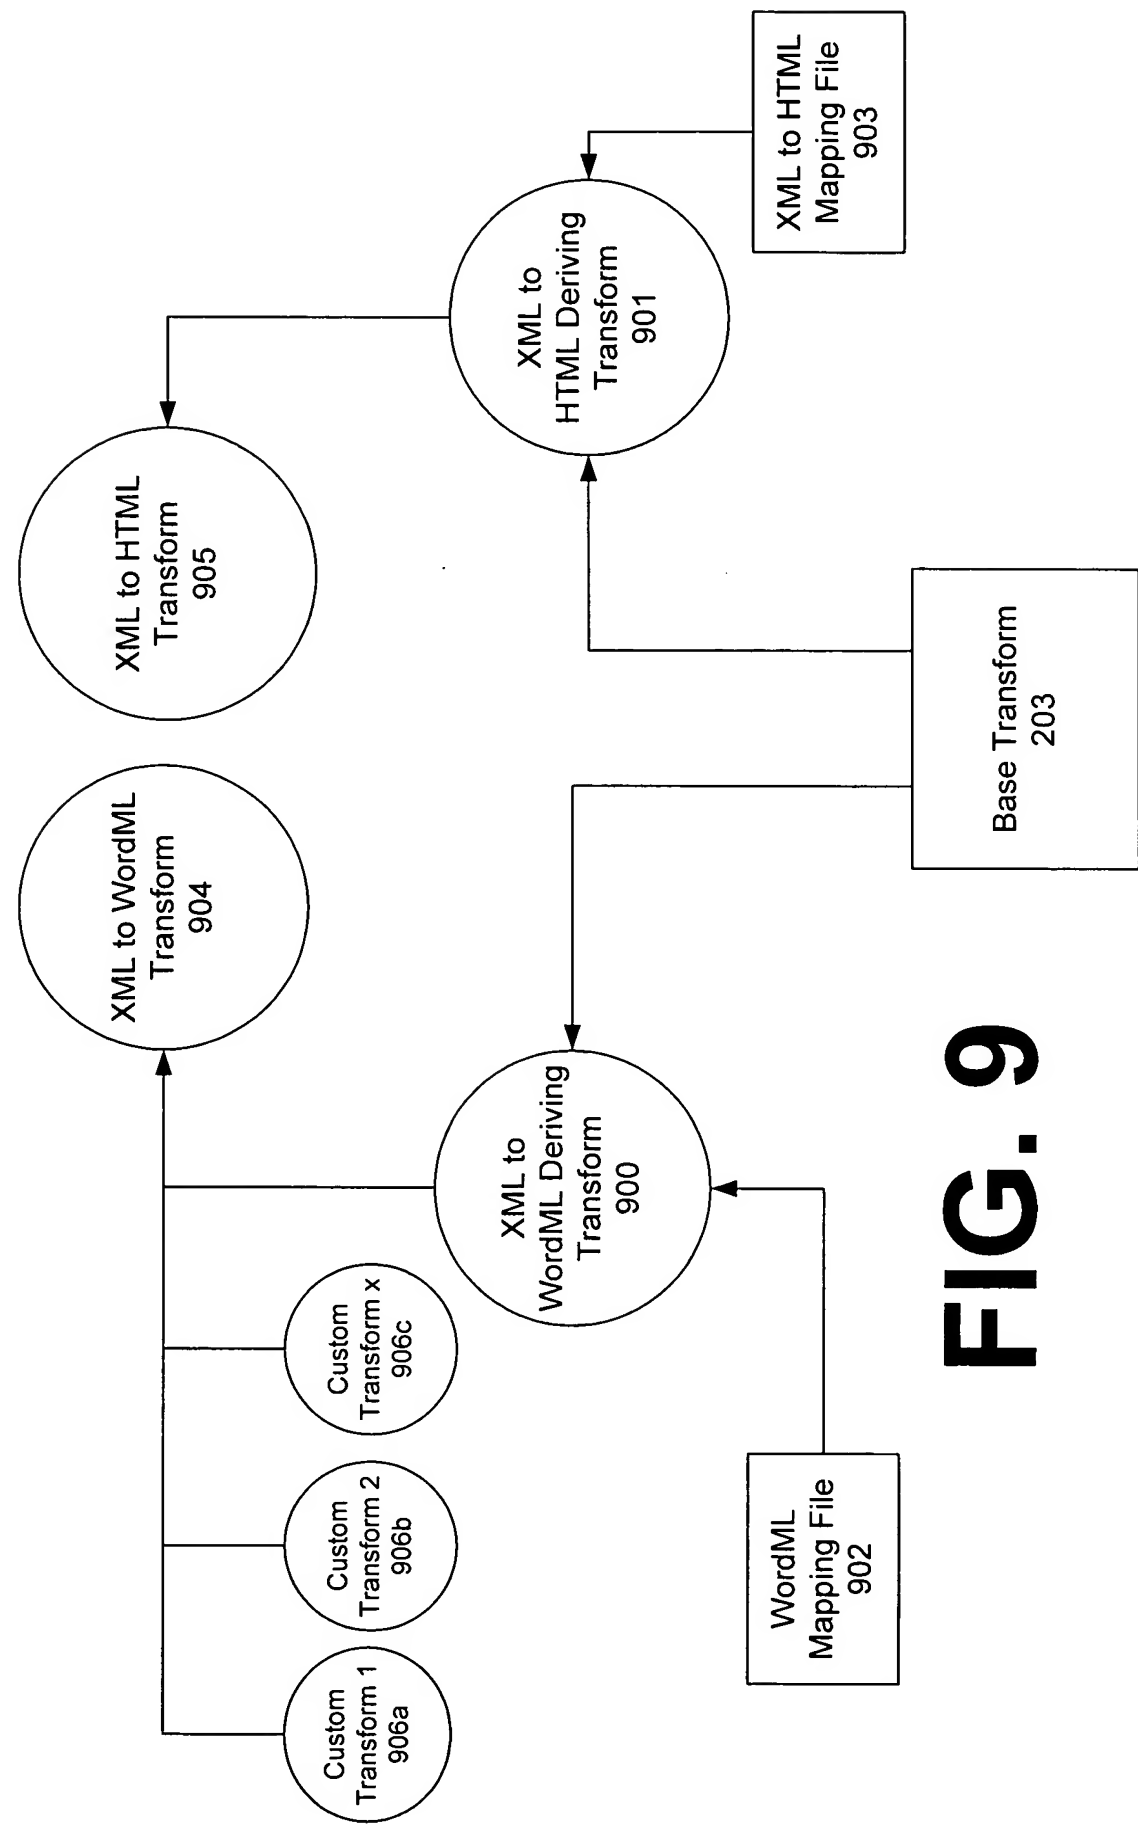 XML to WordML
Transform
904
XML to HTML
Transform
905
Custom
Transform 1
906a
Custom
Transform 2
906b
Custom
Transform x
906c
XML to
WordML Deriving
Transform
900
XML to
HTML Deriving
Transform
901
WordML
Mapping File
902
XML to HTML
Mapping File
903
Base Transform
203
FIG. 9